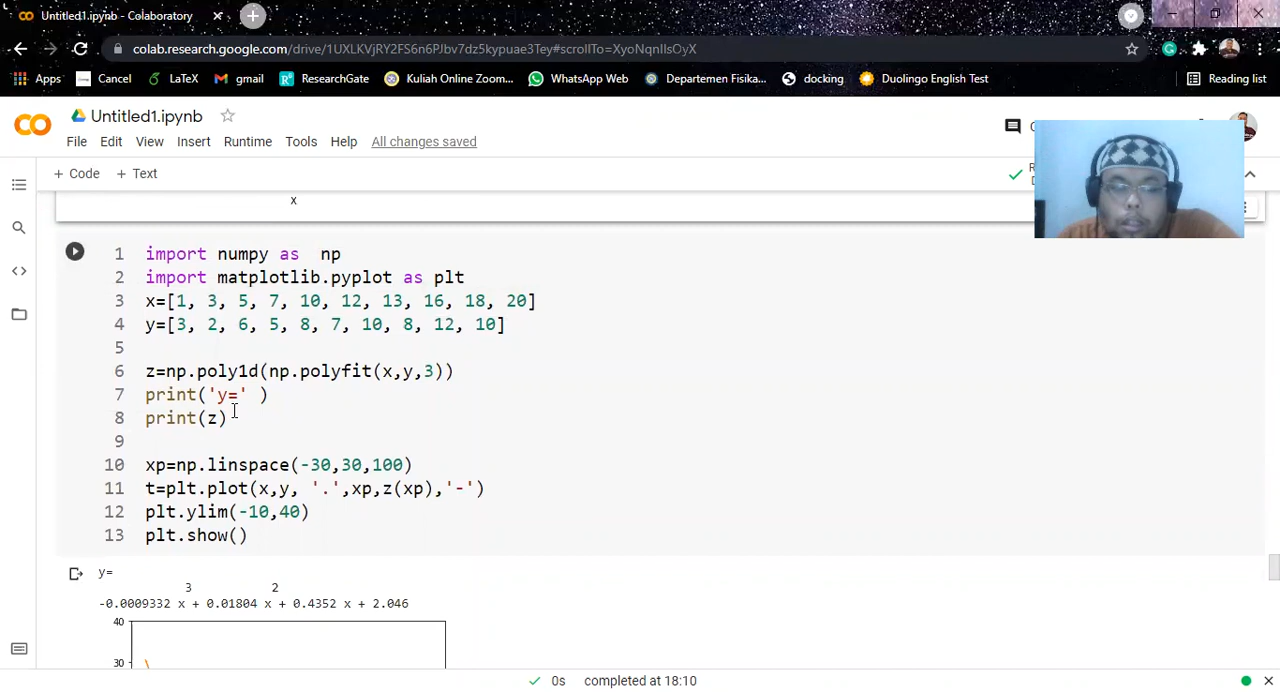 Untitled1.ipynb - Colaboratory
colab.research.google.com/drive/1UXLKVjRY2FS6n6PJbv7dz5kypuae3Tey#scrollTo=XyoNqnIlsOyX
Apps Cancel LaTeX gmail ResearchGate Kuliah Online Zoom... WhatsApp Web Departemen Fisika... docking Duolingo English Test Reading list
Untitled1.ipynb
File Edit View Insert Runtime Tools Help All changes saved
+ Code + Text
x
1 import numpy as np
2 import matplotlib.pyplot as plt
3 x=[1, 3, 5, 7, 10, 12, 13, 16, 18, 20]
4 y=[3, 2, 6, 5, 8, 7, 10, 8, 12, 10]
5
6 z=np.poly1d(np.polyfit(x,y,3))
7 print('y=' )
8 print(z)
9
10 xp=np.linspace(-30,30,100)
11 t=plt.plot(x,y, '.',xp,z(xp),'-')
12 plt.ylim(-10,40)
13 plt.show()
y=
3 2
-0.0009332 x + 0.01804 x + 0.4352 x + 2.046
40
30
0s completed at 18:10